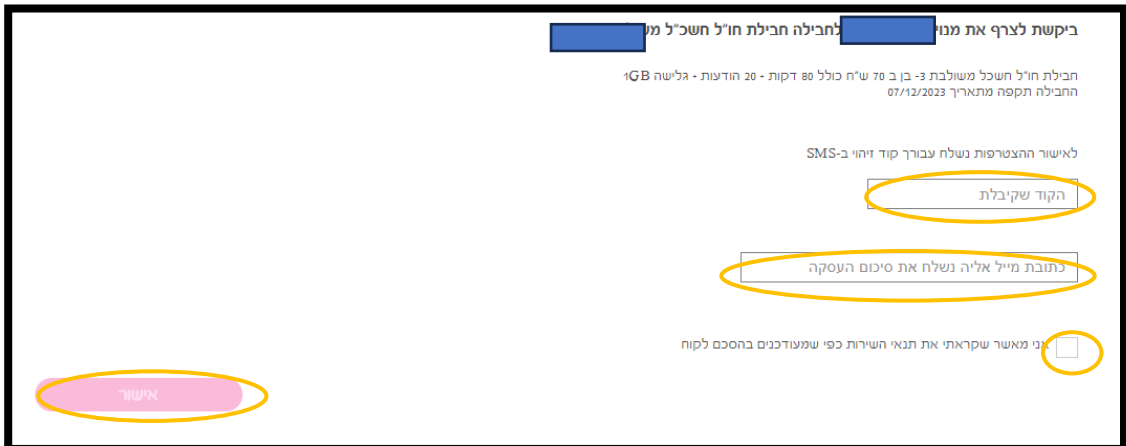 ביקשת לצרף את מנוי לחבילה חבילת חו"ל חשכ"ל
חבילת חו"ל חשכל משולבת 3- בן ב 70 ש"ח כולל 80 דקות + 20 הודעות + גלישה 1GB
החבילה תקפה מתאריך 07/12/2023
לאישור ההצטרפות נשלח עבורך קוד זיהוי ב-SMS
הקוד שקיבלת
כתובת מייל אליה נשלח את סיכום העסקה
אני מאשר שקראתי את תנאי השירות כפי שמעודכנים בהסכם לקוח
אישור